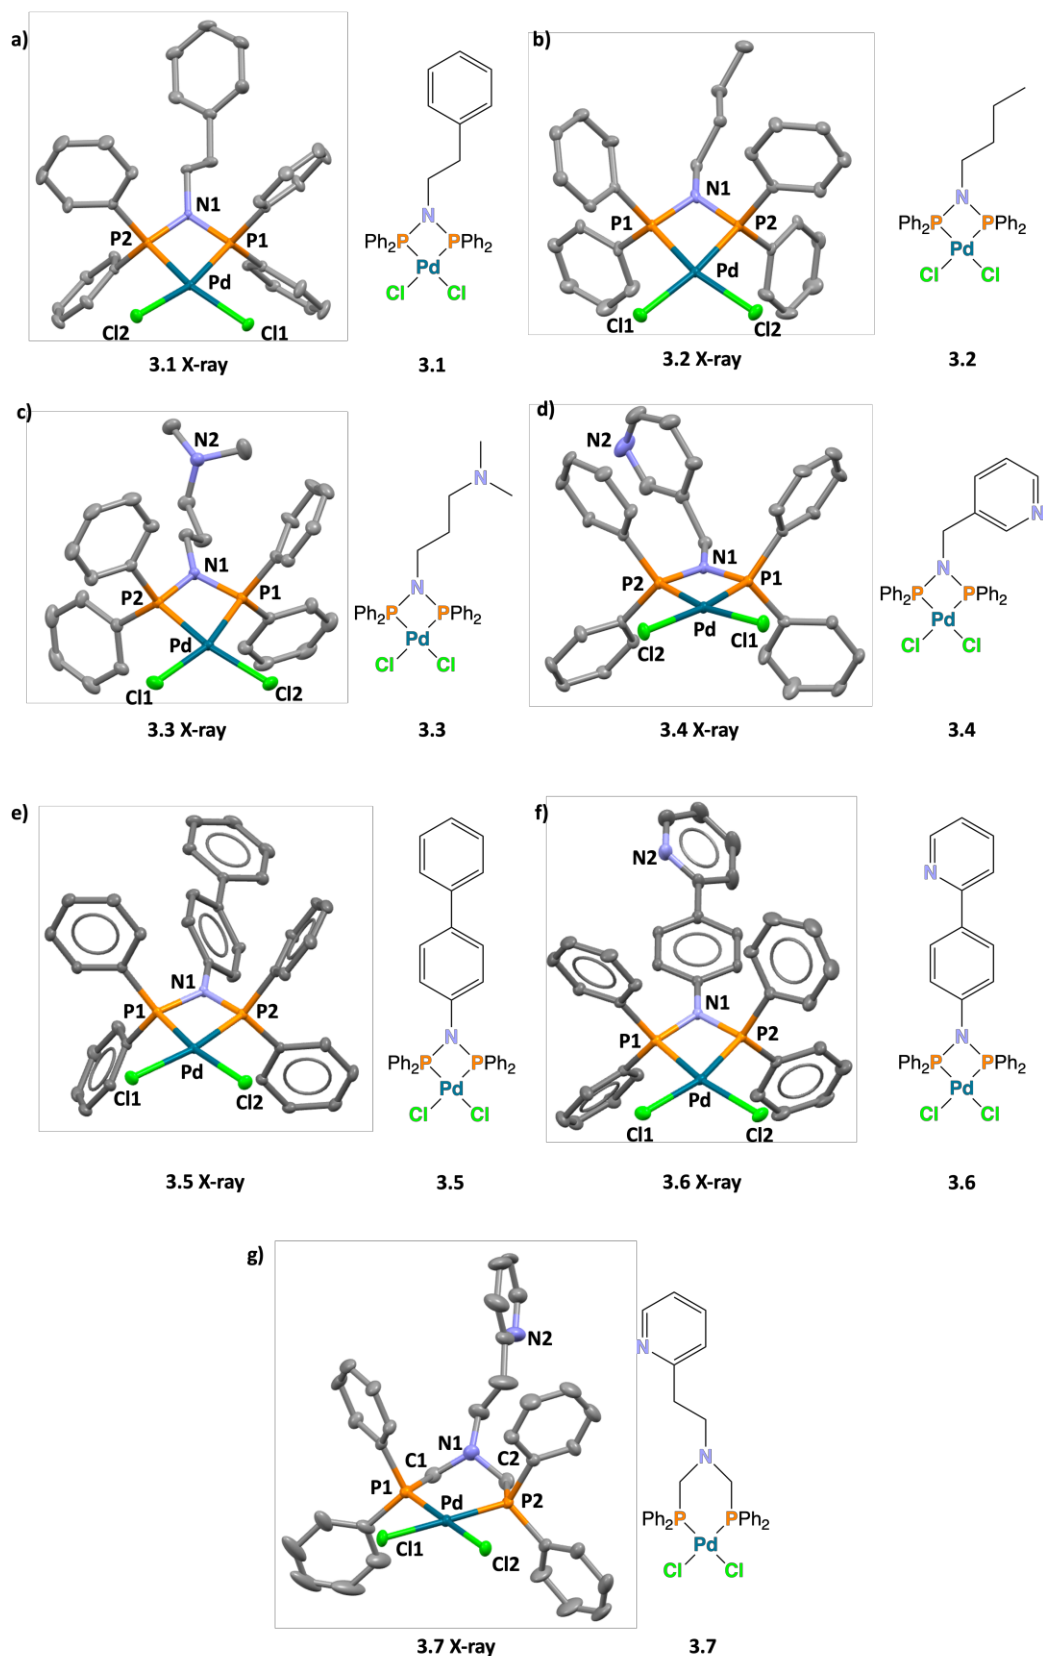 a)
N1
P2
P1
Pd
Cl2
Cl1
3.1 X-ray
N
Ph2P
PPh2
Pd
Cl
Cl
3.1
b)
N1
P1
P2
Pd
Cl1
Cl2
3.2 X-ray
N
Ph2P
PPh2
Pd
Cl
Cl
3.2
c)
N2
N1
P2
P1
Pd
Cl1
Cl2
3.3 X-ray
N
N
Ph2P
PPh2
Pd
Cl
Cl
3.3
d)
N2
N1
P2
P1
Pd
Cl1
Cl2
3.4 X-ray
N
N
Ph2P
PPh2
Pd
Cl
Cl
3.4
e)
N1
P1
P2
Pd
Cl1
Cl2
3.5 X-ray
N
Ph2P
PPh2
Pd
Cl
Cl
3.5
f)
N2
N1
P1
P2
Pd
Cl1
Cl2
3.6 X-ray
N
N
Ph2P
PPh2
Pd
Cl
Cl
3.6
g)
N2
N1
C1
C2
P1
Pd
P2
Cl1
Cl2
3.7 X-ray
N
N
Ph2P
PPh2
Pd
Cl
Cl
3.7